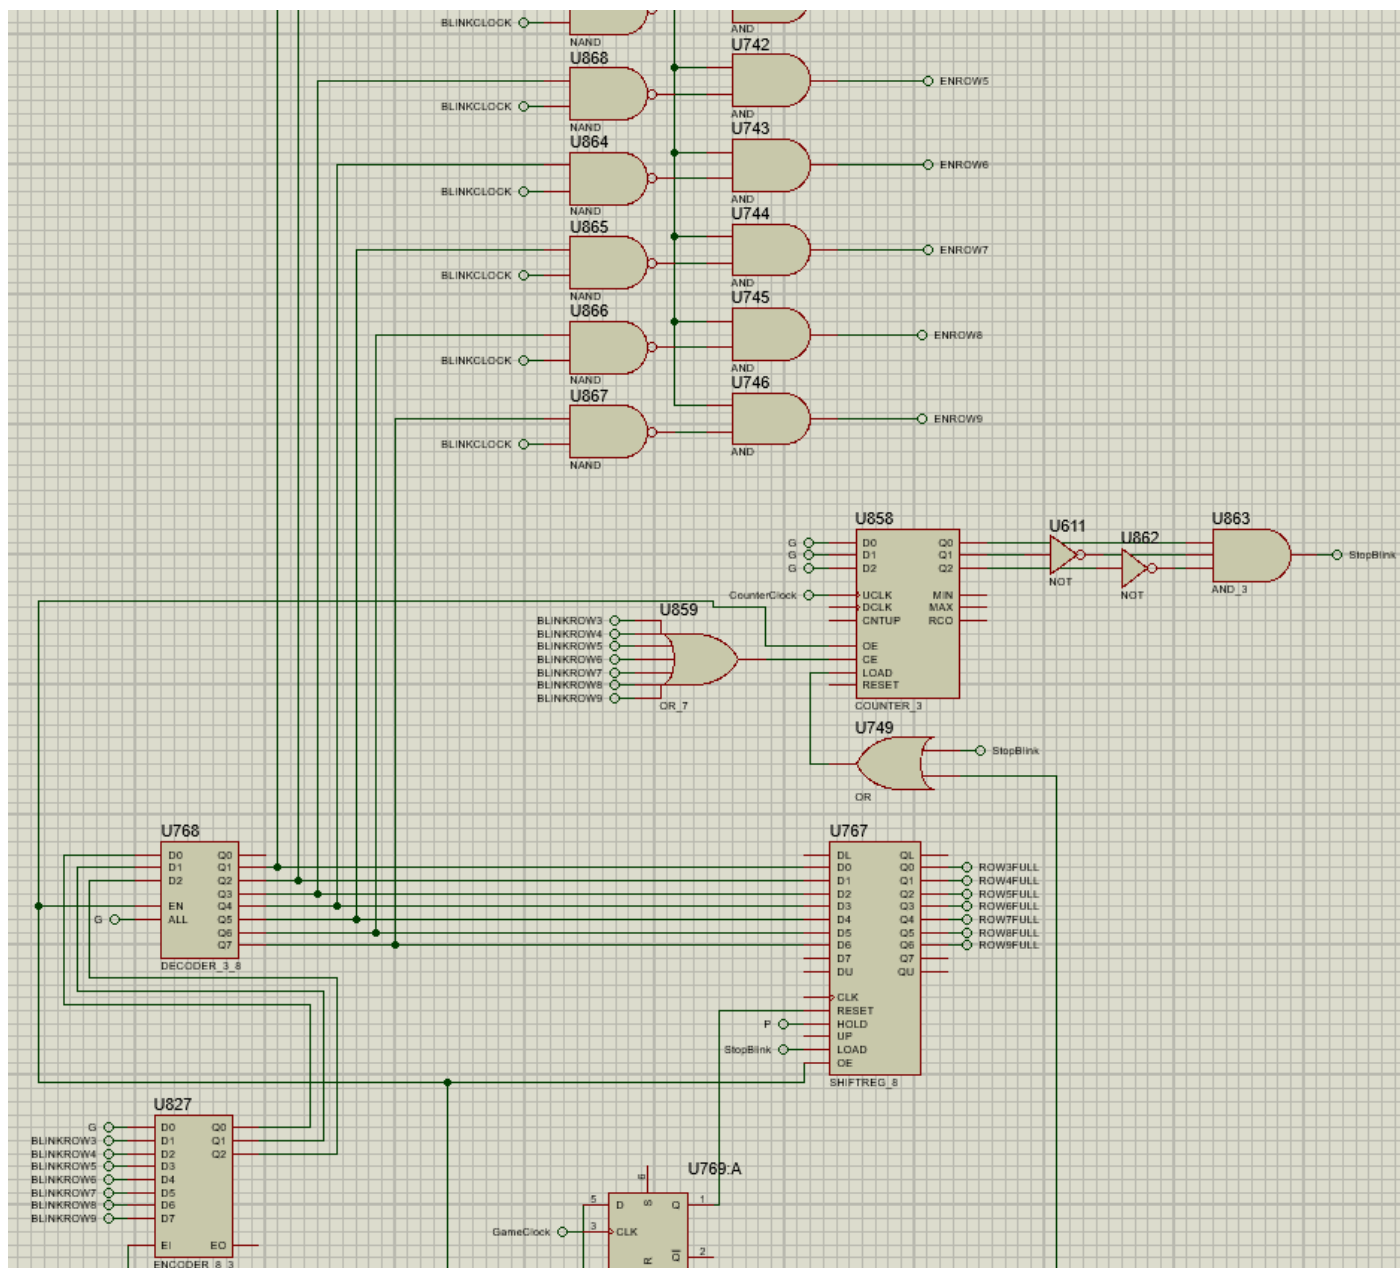 BLINKCLOCK
NAND
AND
U868
U742
ENROW5
BLINKCLOCK
NAND
AND
U864
U743
ENROW6
BLINKCLOCK
NAND
AND
U865
U744
ENROW7
BLINKCLOCK
NAND
AND
U866
U745
ENROW8
BLINKCLOCK
NAND
AND
U867
U746
ENROW9
BLINKCLOCK
NAND
AND
U858
G D0 Q0
G D1 Q1
G D2 Q2
CounterClock UCLK MIN
DCLK MAX
CNTUP RCO
OE
CE
LOAD
RESET
COUNTER_3
U611
NOT
U862
NOT
U863
AND_3
StopBlink
U859
BLINKROW3
BLINKROW4
BLINKROW5
BLINKROW6
BLINKROW7
BLINKROW8
BLINKROW9
OR_7
U749
StopBlink
OR
U768
D0 Q0
D1 Q1
D2 Q2
Q3
EN Q4
G ALL Q5
Q6
Q7
DECODER_3_8
U767
DL QL
D0 Q0 ROW3FULL
D1 Q1 ROW4FULL
D2 Q2 ROW5FULL
D3 Q3 ROW6FULL
D4 Q4 ROW7FULL
D5 Q5 ROW8FULL
D6 Q6 ROW9FULL
D7 Q7
DU QU
CLK
RESET
P HOLD
UP
StopBlink LOAD
OE
SHIFTREG_8
U827
G D0 Q0
BLINKROW3 D1 Q1
BLINKROW4 D2 Q2
BLINKROW5 D3
BLINKROW6 D4
BLINKROW7 D5
BLINKROW8 D6
BLINKROW9 D7
EI EO
ENCODER_8_3
U769:A
6
5 D S Q 1
GameClock 3 CLK
R 2